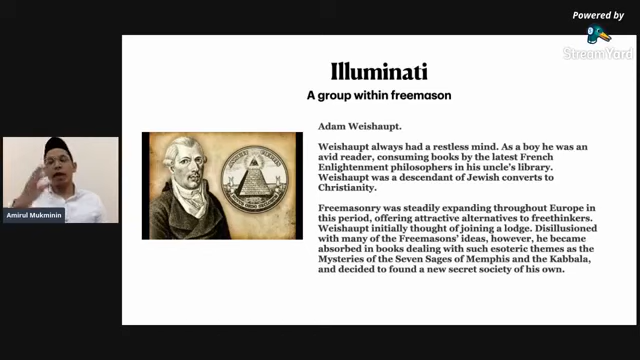 Powered by
StreamYard
Illuminati
A group within freemason
Adam Weishaupt.
Weishaupt always had a restless mind. As a boy he was an
avid reader, consuming books by the latest French
Enlightenment philosophers in his uncle's library.
Weishaupt was a descendant of Jewish converts to
Christianity.
Freemasonry was steadily expanding throughout Europe in
this period, offering attractive alternatives to freethinkers.
Weishaupt initially thought of joining a lodge. Disillusioned
with many of the Freemasons' ideas, however, he became
absorbed in books dealing with such esoteric themes as the
Mysteries of the Seven Sages of Memphis and the Kabbala,
and decided to found a new secret society of his own.
Amirul Mukminin